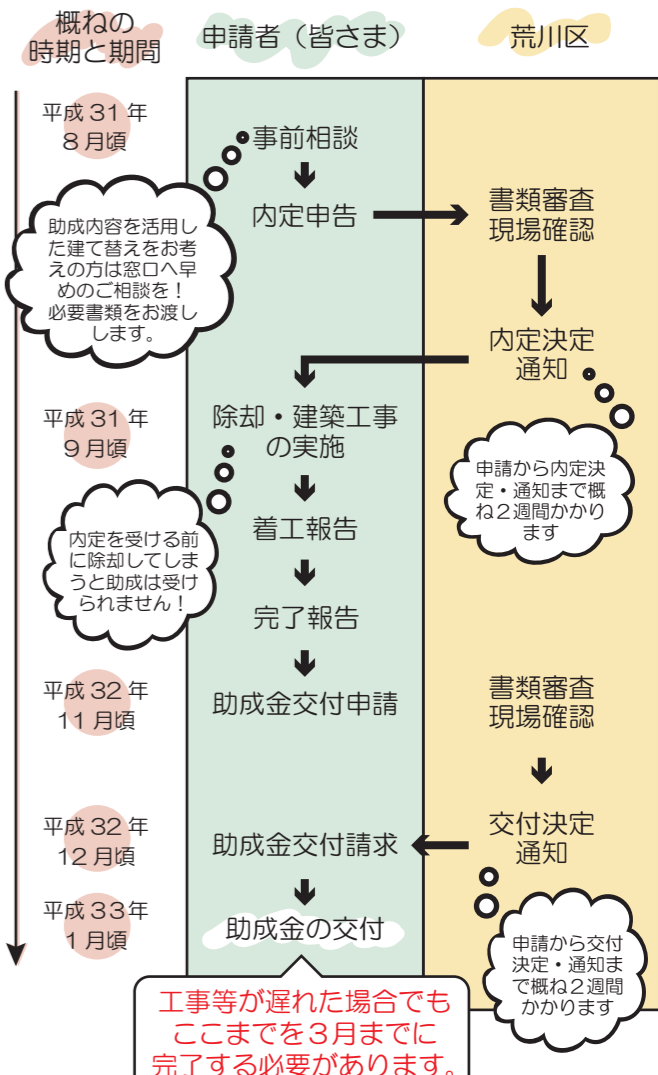 概ねの
時期と期間
申請者（皆さま）
荒川区
平成31年
8月頃
事前相談
内定申告
書類審査
現場確認
助成内容を活用し
た建て替えをお考
えの方は窓口へ早
めのご相談を！
必要書類をお渡し
します。
内定決定
通知
平成31年
9月頃
除却・建築工事
の実施
申請から内定決
定・通知まで概
ね２週間かかり
ます
着工報告
内定を受ける前
に除却してしま
うと助成は受け
られません！
完了報告
平成32年
11月頃
助成金交付申請
書類審査
現場確認
平成32年
12月頃
助成金交付請求
交付決定
通知
平成33年
1月頃
助成金の交付
申請から交付
決定・通知ま
で概ね２週間
かかります
工事等が遅れた場合でも
ここまでを３月までに
完了する必要があります。